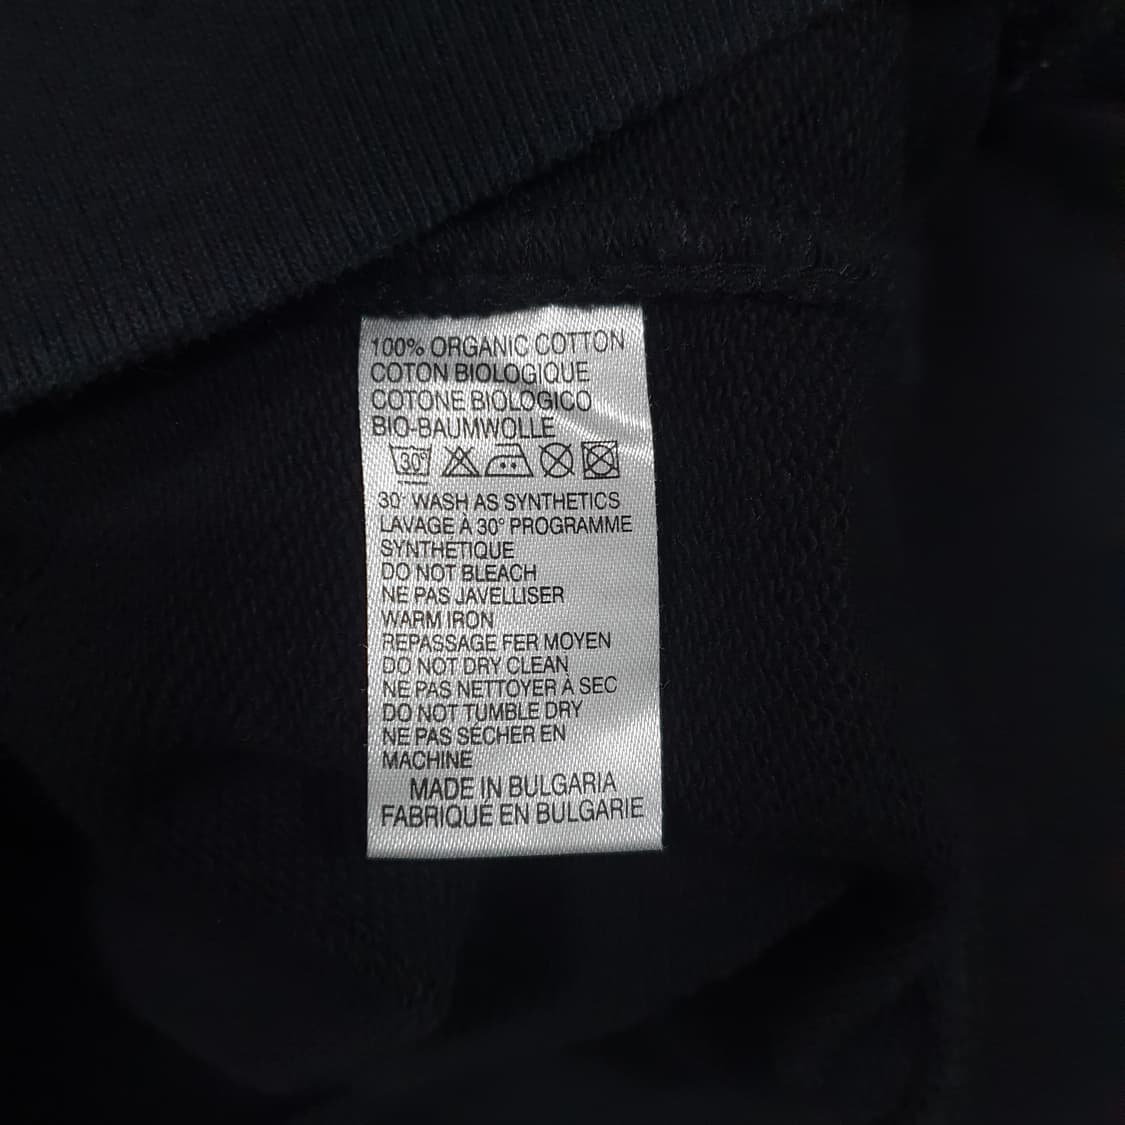 100% ORGANIC COTTON
COTON BIOLOGIQUE
COTONE BIOLOGICO
BIO-BAUMWOLLE
30°
30° WASH AS SYNTHETICS
LAVAGE À 30° PROGRAMME
SYNTHETIQUE
DO NOT BLEACH
NE PAS JAVELLISER
WARM IRON
REPASSAGE FER MOYEN
DO NOT DRY CLEAN
NE PAS NETTOYER À SEC
DO NOT TUMBLE DRY
NE PAS SÉCHER EN
MACHINE
MADE IN BULGARIA
FABRIQUÉ EN BULGARIE